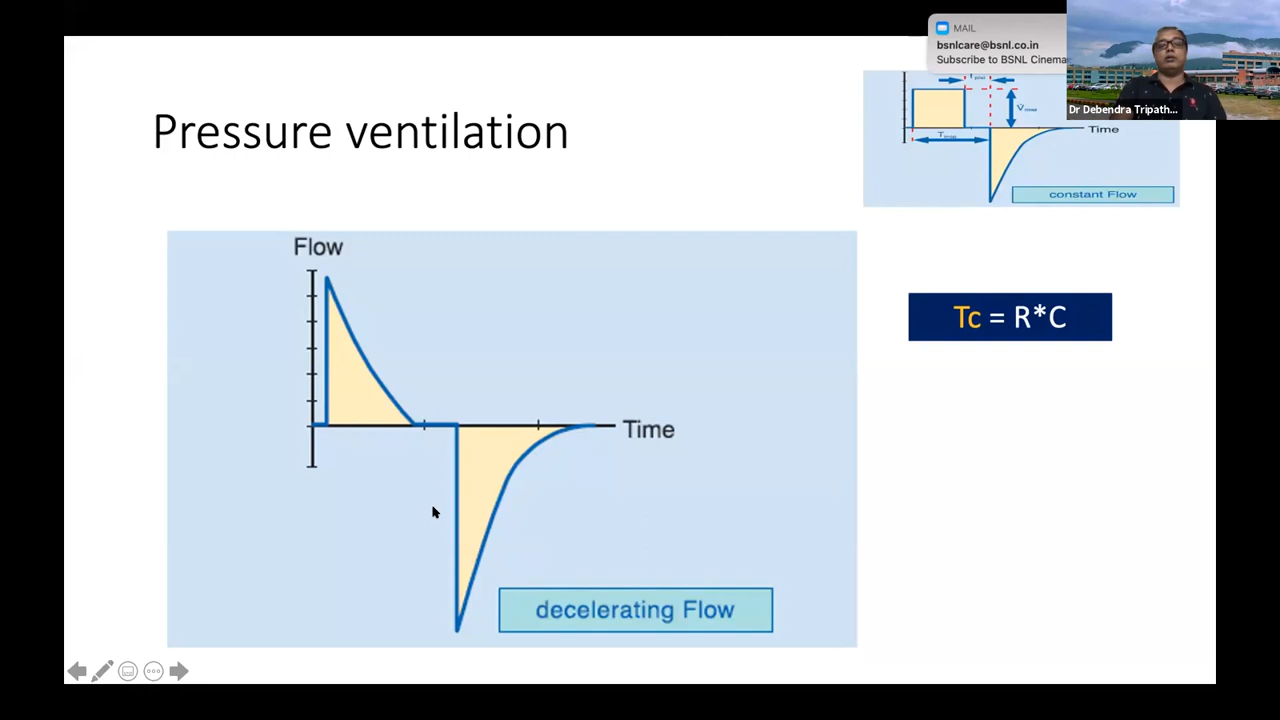 MAIL
bsnlcare@bsnl.co.in
Subscribe to BSNL Cinema
Dr Debendra Tripath...
Pressure ventilation
Time
constant Flow
Flow
Tc = R*C
Time
decelerating Flow